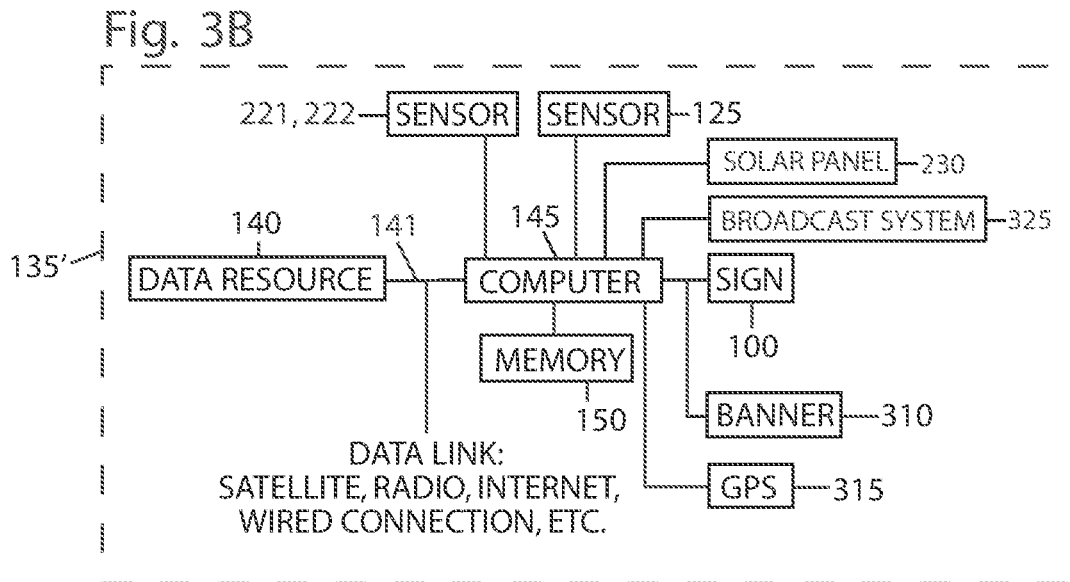 Fig. 3B
221, 222 SENSOR SENSOR 125
SOLAR PANEL 230
140 141 145 BROADCAST SYSTEM 325
135' DATA RESOURCE COMPUTER SIGN
100
MEMORY
150 BANNER 310
DATA LINK:
SATELLITE, RADIO, INTERNET, GPS 315
WIRED CONNECTION, ETC.